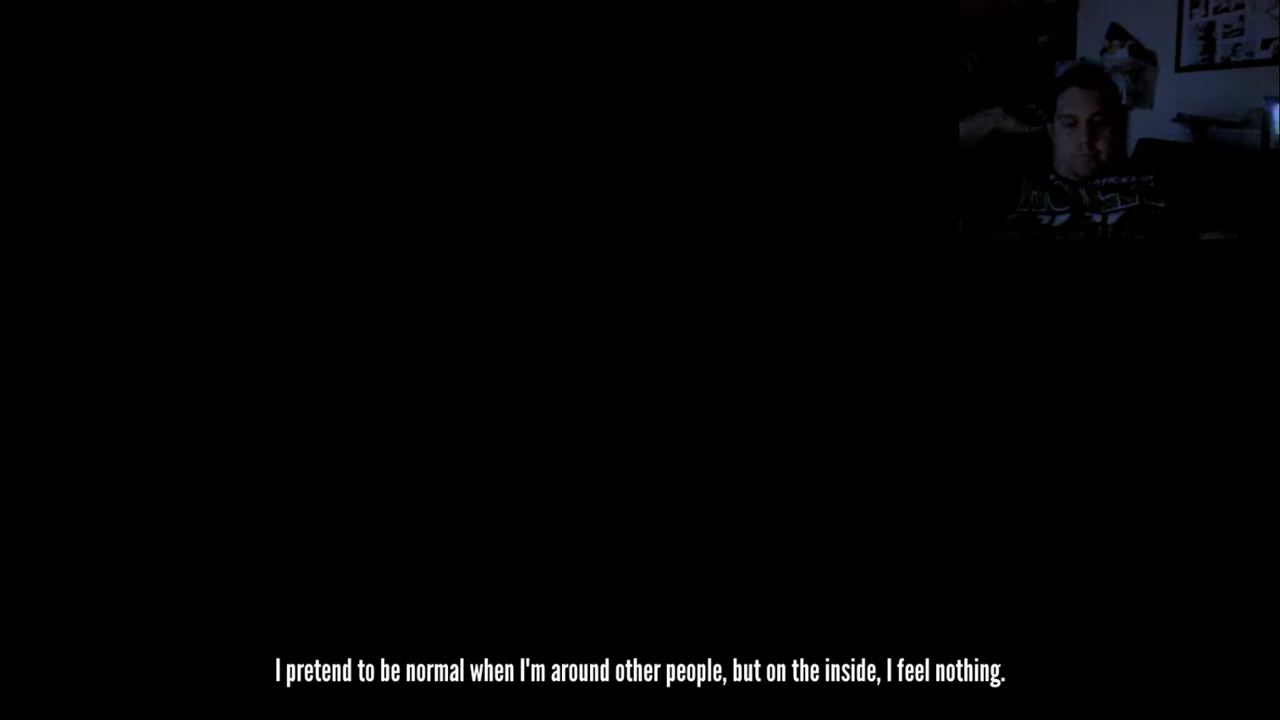 I pretend to be normal when I'm around other people, but on the inside, I feel nothing.